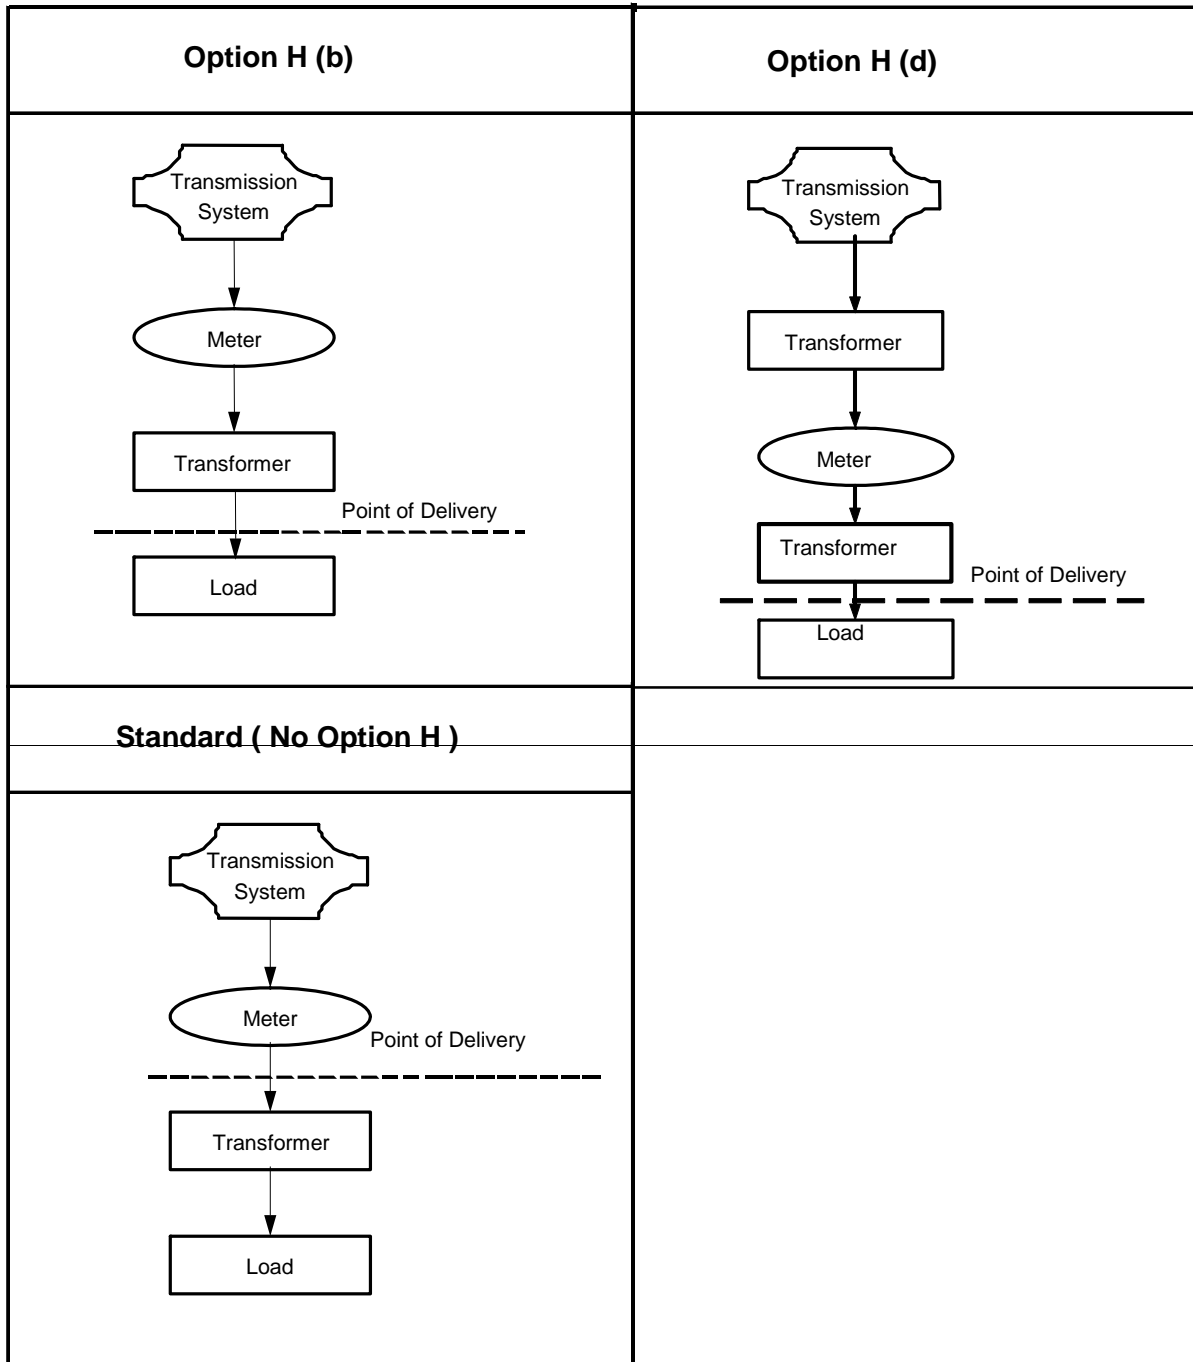 Option H (b)
Transmission
System
Meter
Transformer
Point of Delivery
Load
Option H (d)
Transmission
System
Transformer
Meter
Transformer
Point of Delivery
Load
Standard ( No Option H )
Transmission
System
Meter
Point of Delivery
Transformer
Load